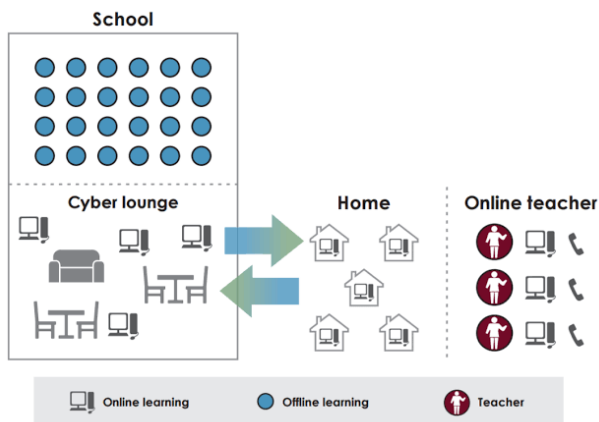 School
Cyber lounge
Home
Online teacher
Online learning
Offline learning
Teacher